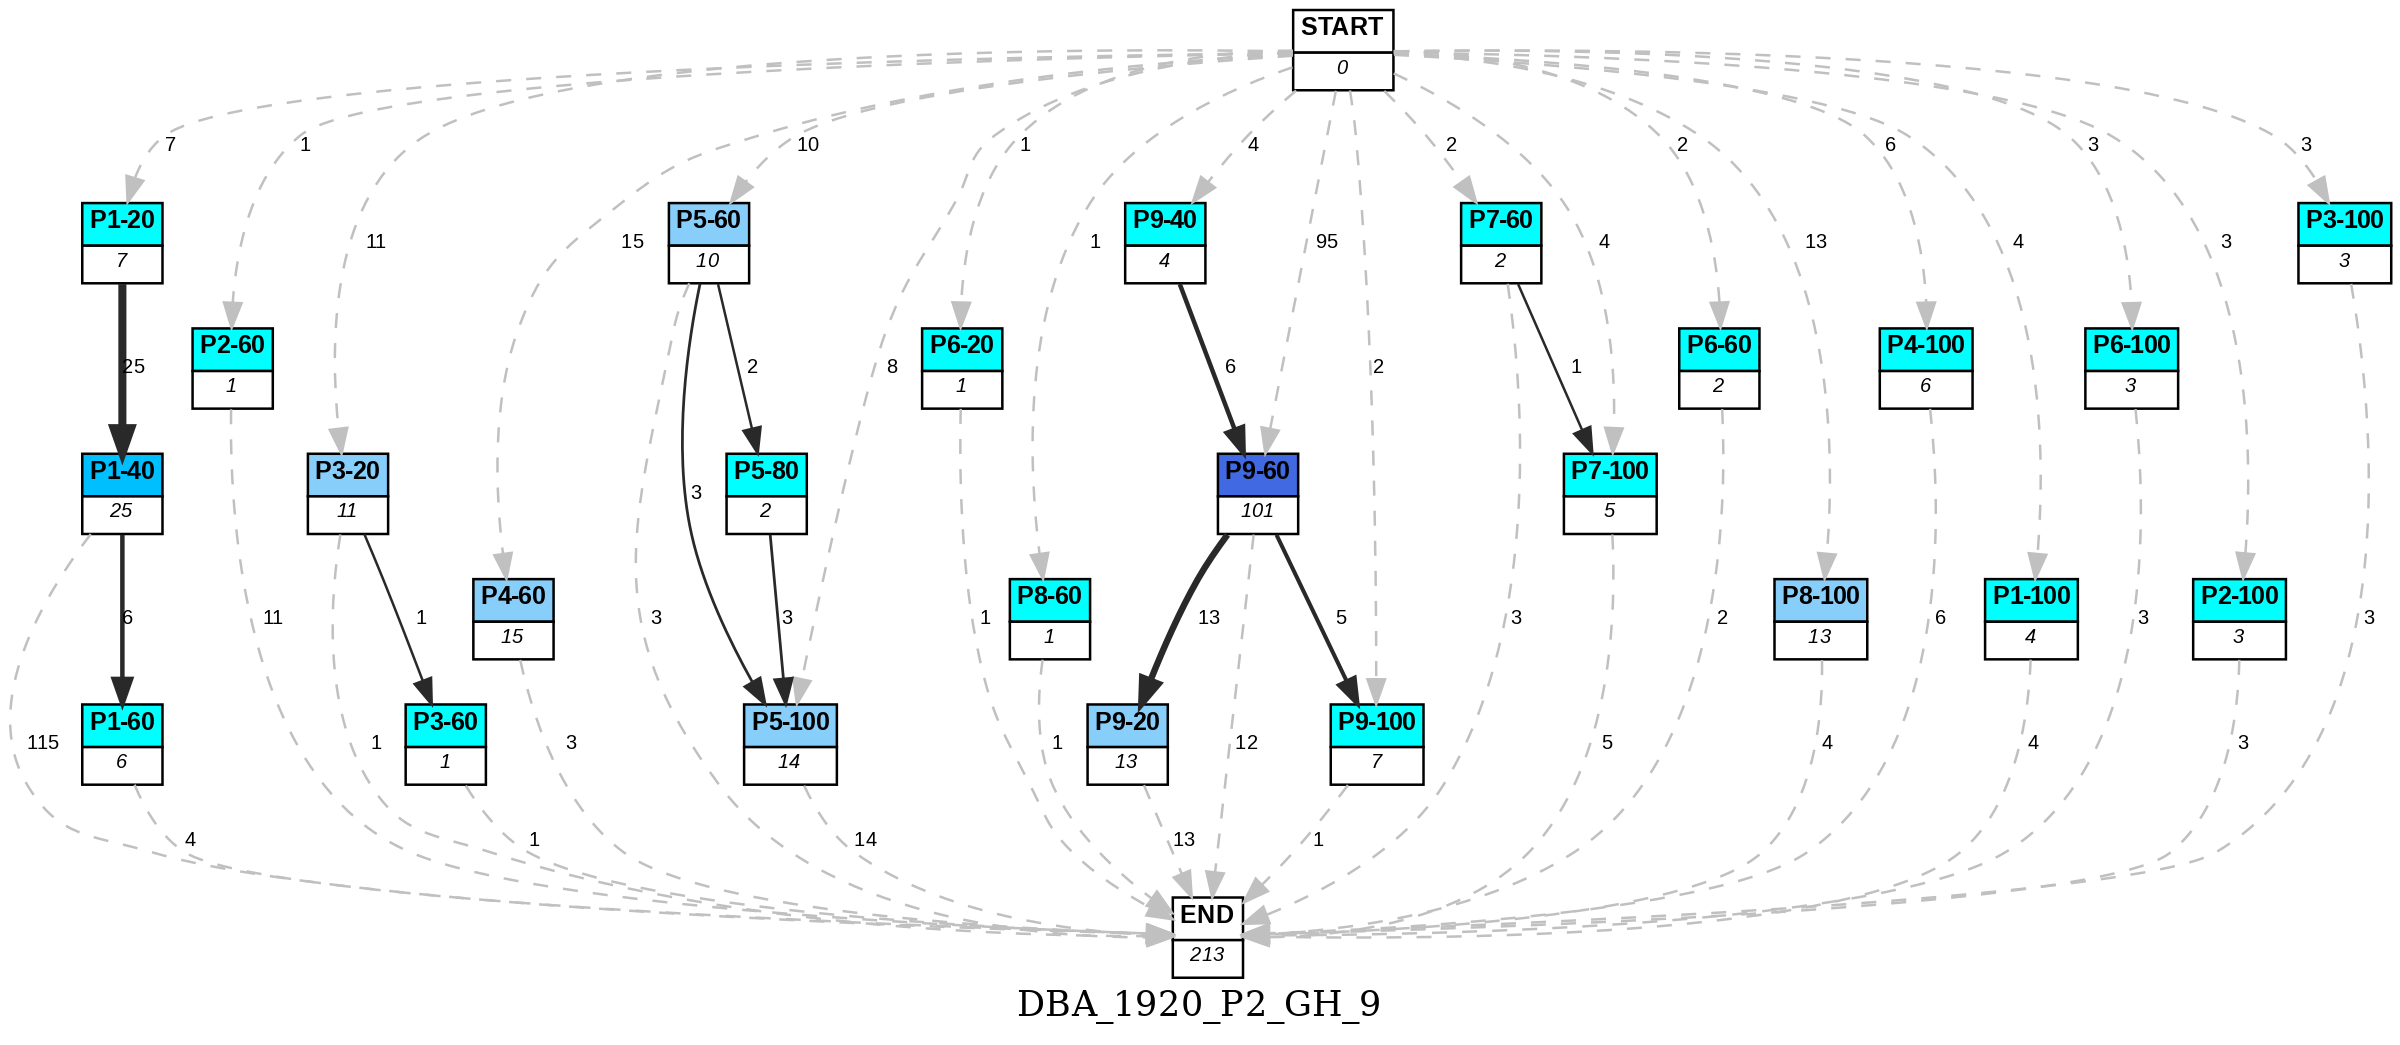 START
0
7
1
11
10
1
4
2
2
6
3
3
15
1
95
4
13
4
3
P1-20
7
P5-60
10
P9-40
4
P7-60
2
P3-100
3
25
2
8
6
2
1
P2-60
1
P6-20
1
P6-60
2
P4-100
6
P6-100
3
P1-40
25
P3-20
11
3
P5-80
2
P9-60
101
P7-100
5
6
11
1
3
3
1
13
5
3
2
6
3
3
P4-60
15
P8-60
1
P8-100
13
P1-100
4
P2-100
3
115
P1-60
6
1
P3-60
1
3
P5-100
14
1
P9-20
13
12
P9-100
7
5
4
4
3
4
1
14
13
1
END
213
DBA_1920_P2_GH_9